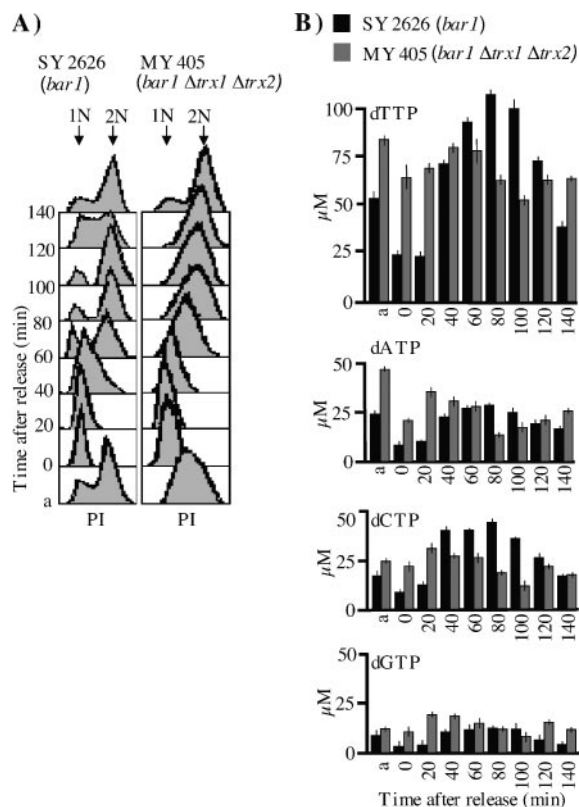 A)
SY 2626
(bar1)
MY 405
(bar1 Δtrx1 Δtrx2)
1N 2N 1N 2N
Time after release (min)
140
120
100
80
60
40
20
0
a
PI PI
B)
SY 2626 (bar1)
MY 405 (bar1 Δtrx1 Δtrx2)
dTTP
µM
100
75
50
25
0
a 0 20 40 60 80 100 120 140
dATP
µM
50
25
0
a 0 20 40 60 80 100 120 140
dCTP
µM
50
25
0
a 0 20 40 60 80 100 120 140
dGTP
µM
50
25
0
a 0 20 40 60 80 100 120 140
Time after release (min)